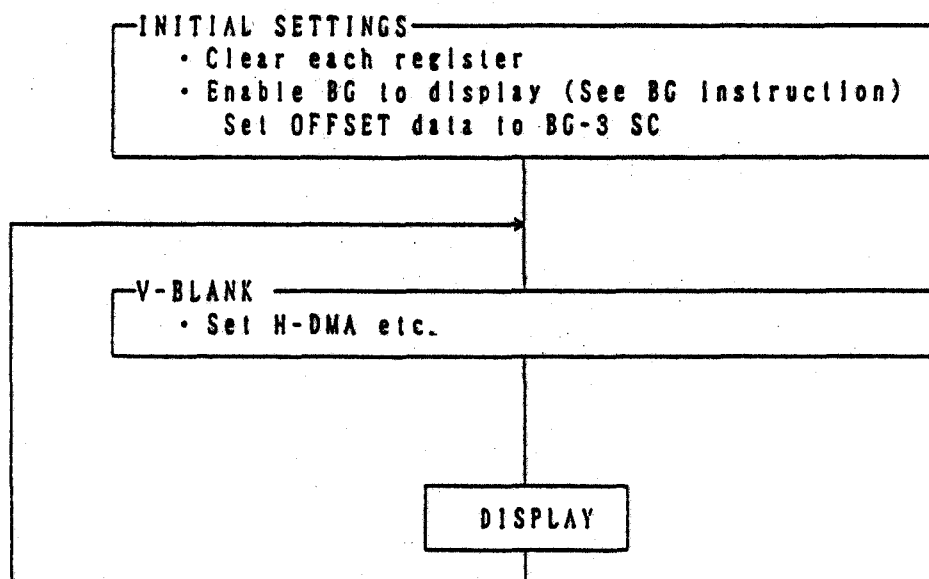 INITIAL SETTINGS
・Clear each register
・Enable BG to display (See BG instruction)
Set OFFSET data to BG-3 SC
V-BLANK
・Set H-DMA etc.
DISPLAY